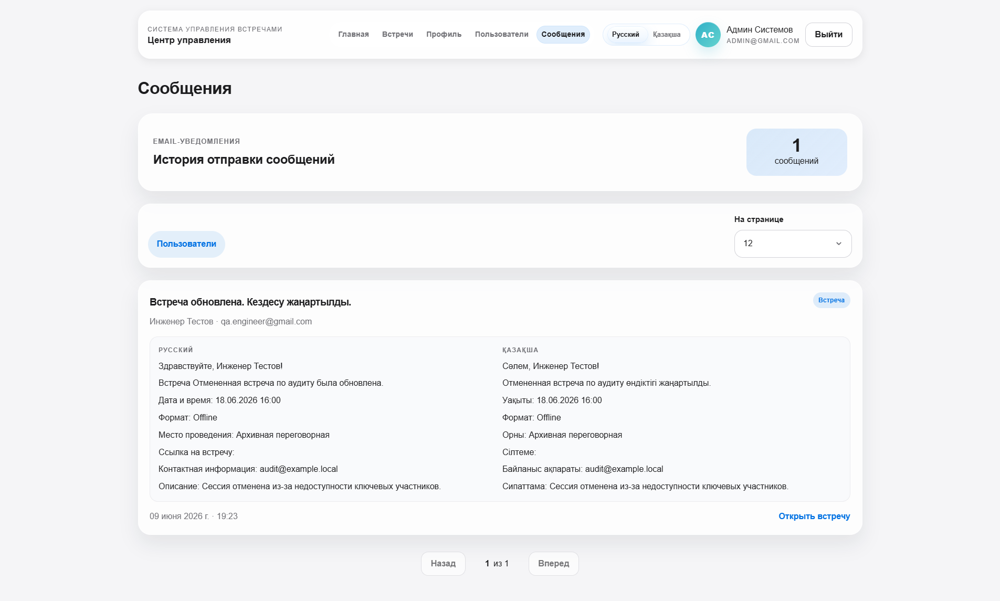 СИСТЕМА УПРАВЛЕНИЯ ВСТРЕЧАМИ
Центр управления
Главная Встречи Профиль Пользователи Сообщения
Русский Қазақша
АС
Админ Системов
ADMIN@GMAIL.COM
Выйти
Сообщения
EMAIL-УВЕДОМЛЕНИЯ
История отправки сообщений
1
сообщений
На странице
Пользователи
12
Встреча обновлена. Кездесу жаңартылды.
Встреча
Инженер Тестов · qa.engineer@gmail.com
РУССКИЙ
Здравствуйте, Инженер Тестов!
Встреча Отмененная встреча по аудиту была обновлена.
Дата и время: 18.06.2026 16:00
Формат: Offline
Место проведения: Архивная переговорная
Ссылка на встречу:
Контактная информация: audit@example.local
Описание: Сессия отменена из-за недоступности ключевых участников.
ҚАЗАҚША
Сәлем, Инженер Тестов!
Отмененная встреча по аудиту өндіктігі жаңартылды.
Уақыты: 18.06.2026 16:00
Формат: Offline
Орны: Архивная переговорная
Сілтеме:
Байланыс ақпараты: audit@example.local
Сипаттама: Сессия отменена из-за недоступности ключевых участников.
09 июня 2026 г. · 19:23
Открыть встречу
Назад
1 из 1
Вперед